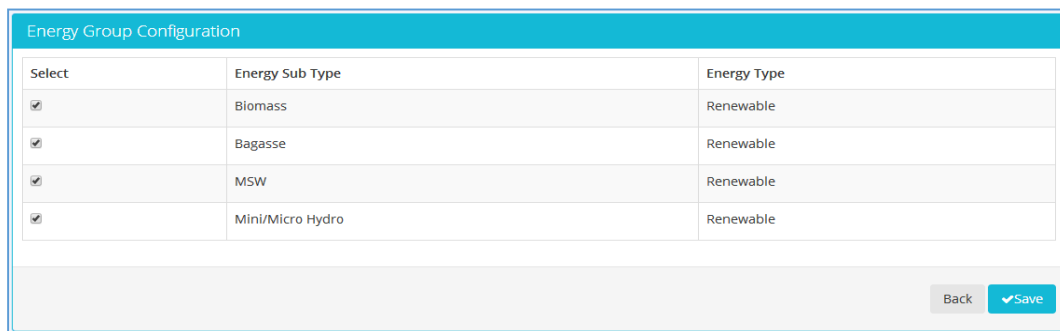 Energy Group Configuration
Select Energy Sub Type Energy Type
Biomass Renewable
Bagasse Renewable
MSW Renewable
Mini/Micro Hydro Renewable
Back Save